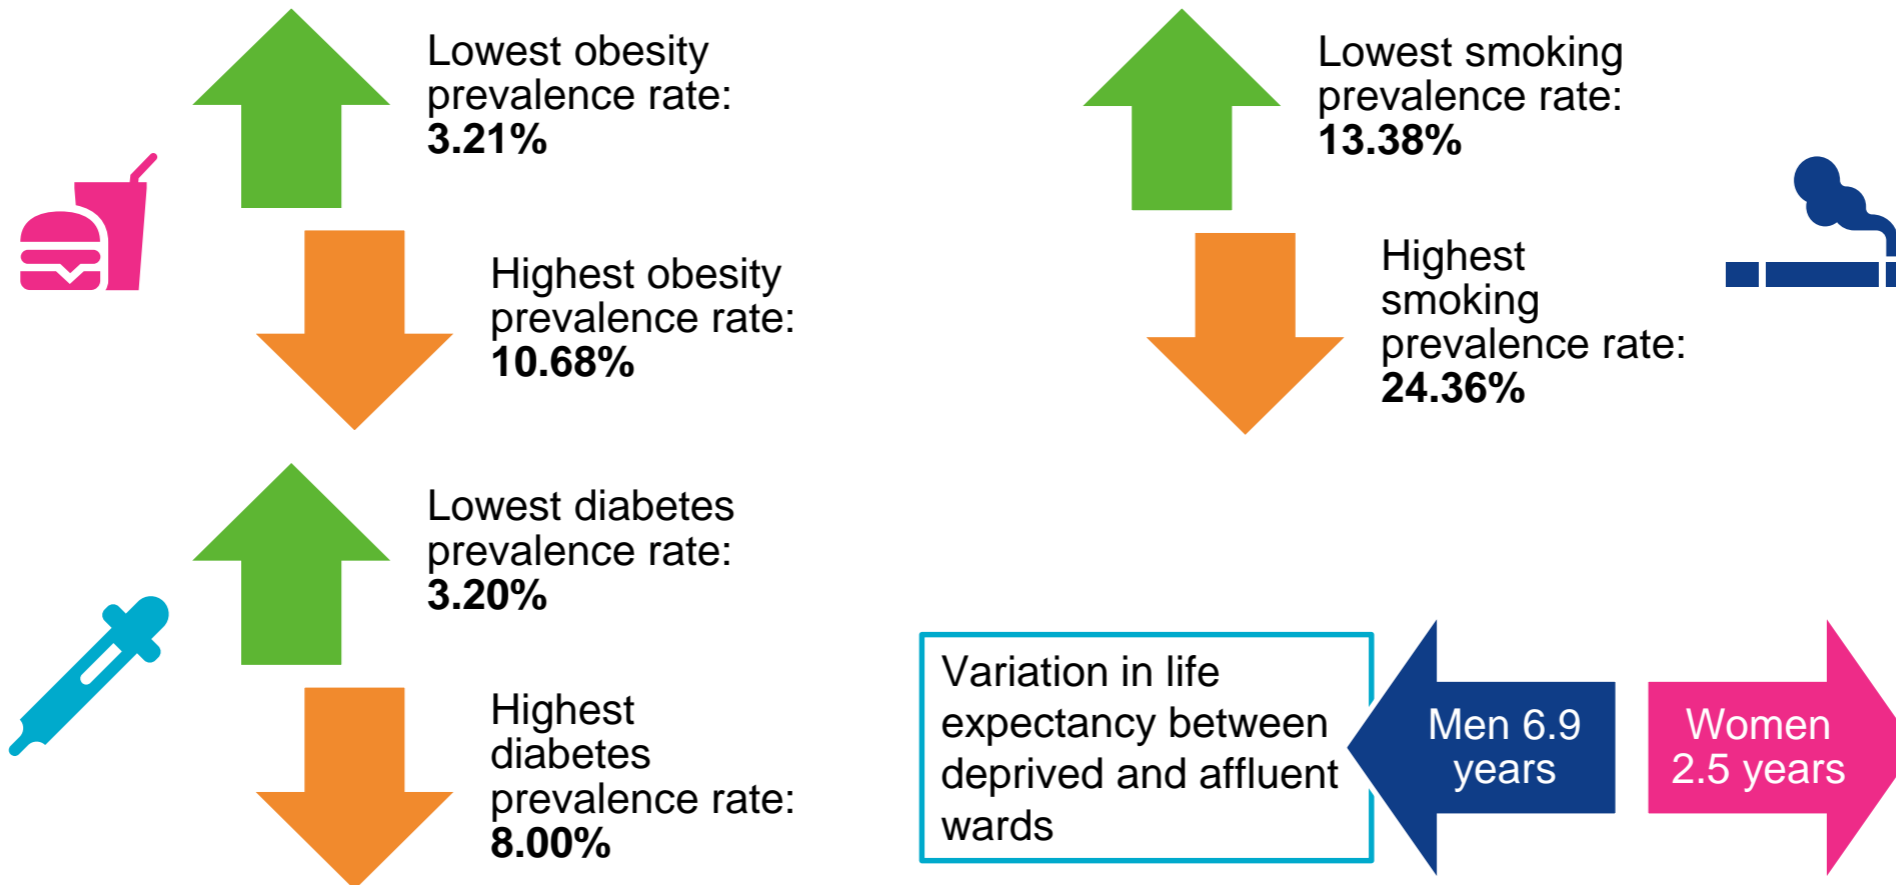 Lowest obesity
prevalence rate:
3.21%
Highest obesity
prevalence rate:
10.68%
Lowest diabetes
prevalence rate:
3.20%
Highest
diabetes
prevalence rate:
8.00%
Lowest smoking
prevalence rate:
13.38%
Highest
smoking
prevalence rate:
24.36%
Variation in life
expectancy between
deprived and affluent
wards
Men 6.9
years
Women
2.5 years